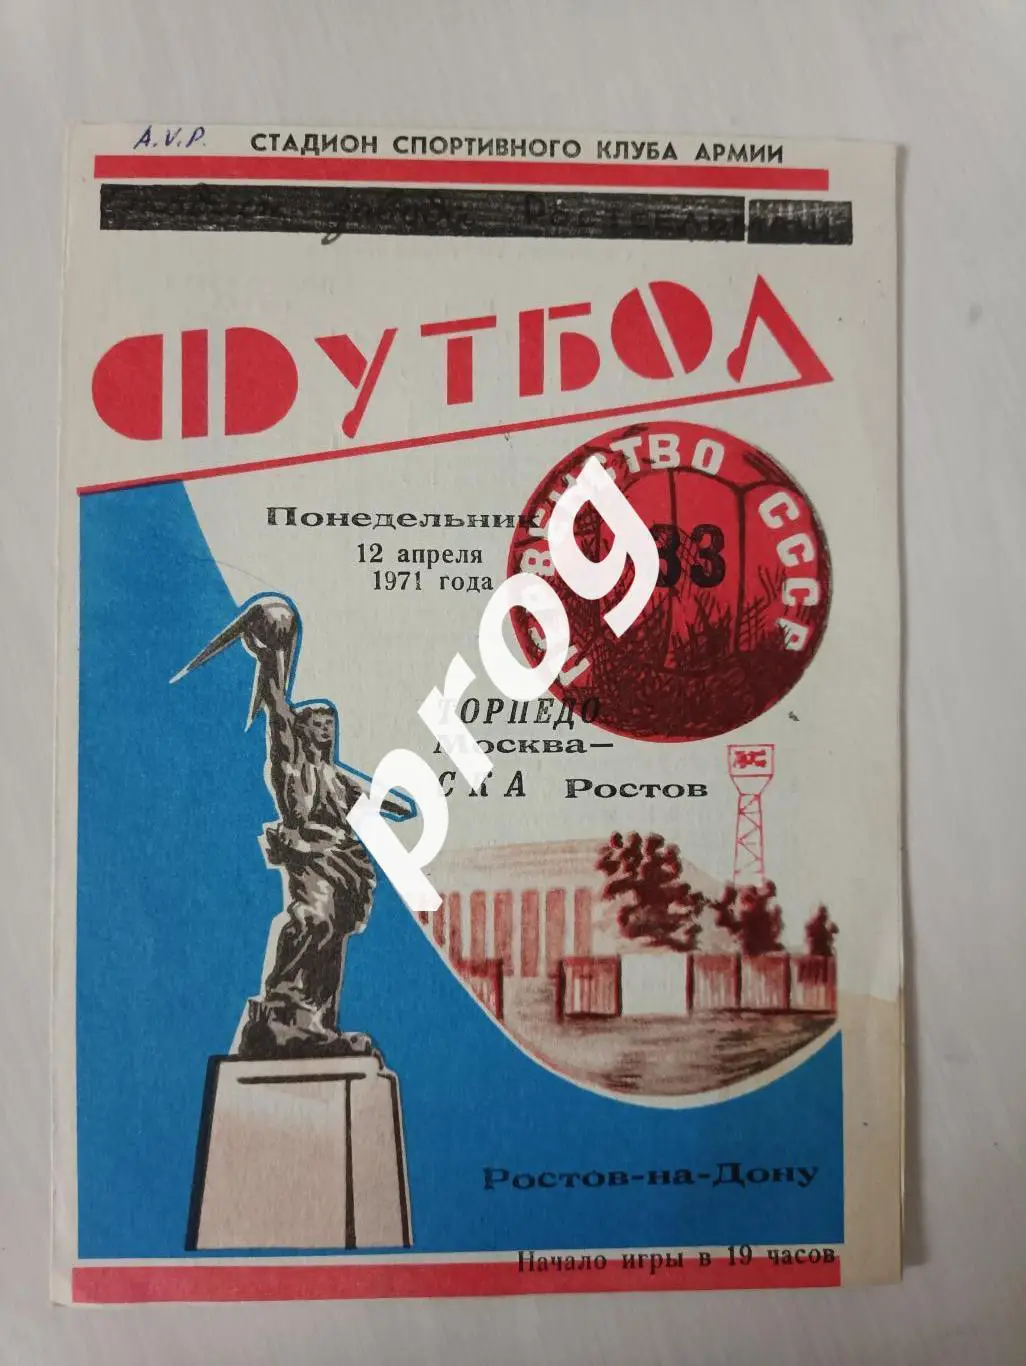 A.V.P. СТАДИОН СПОРТИВНОГО КЛУБА АРМИИ
ФУТБОЛ
Понедельник
12 апреля
1971 года
СССР
33
ТОРПЕДО
Москва—
СКА Ростов
prog
Ростов-на-Дону
Начало игры в 19 часов